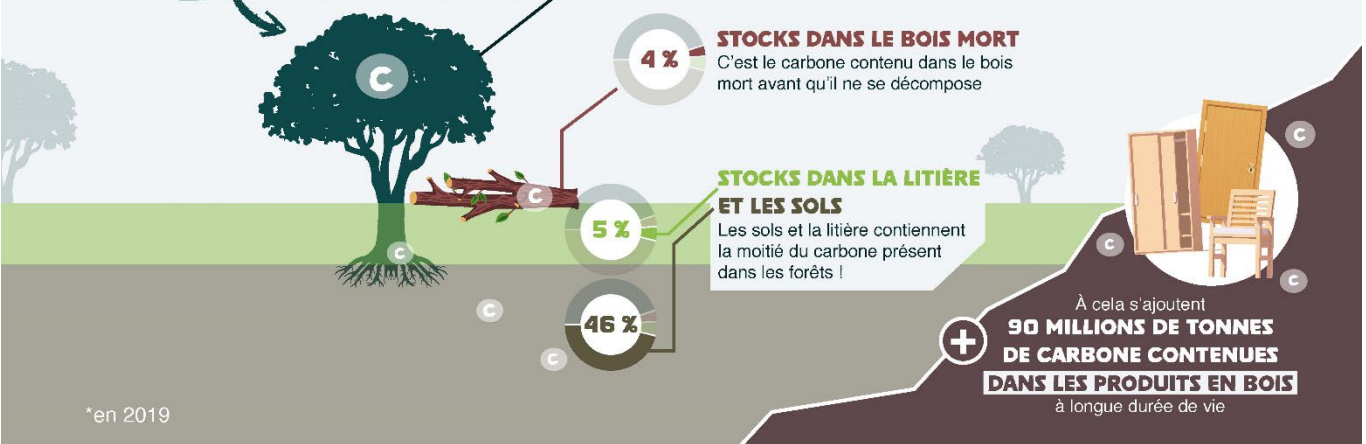 C
4 %
STOCKS DANS LE BOIS MORT
C'est le carbone contenu dans le bois
mort avant qu'il ne se décompose
C
5 %
STOCKS DANS LA LITIÈRE
ET LES SOLS
Les sols et la litière contiennent
la moitié du carbone présent
dans les forêts !
C
C
46 %
C
C
C
C
À cela s'ajoutent
+
90 MILLIONS DE TONNES
DE CARBONE CONTENUES
DANS LES PRODUITS EN BOIS
à longue durée de vie
*en 2019